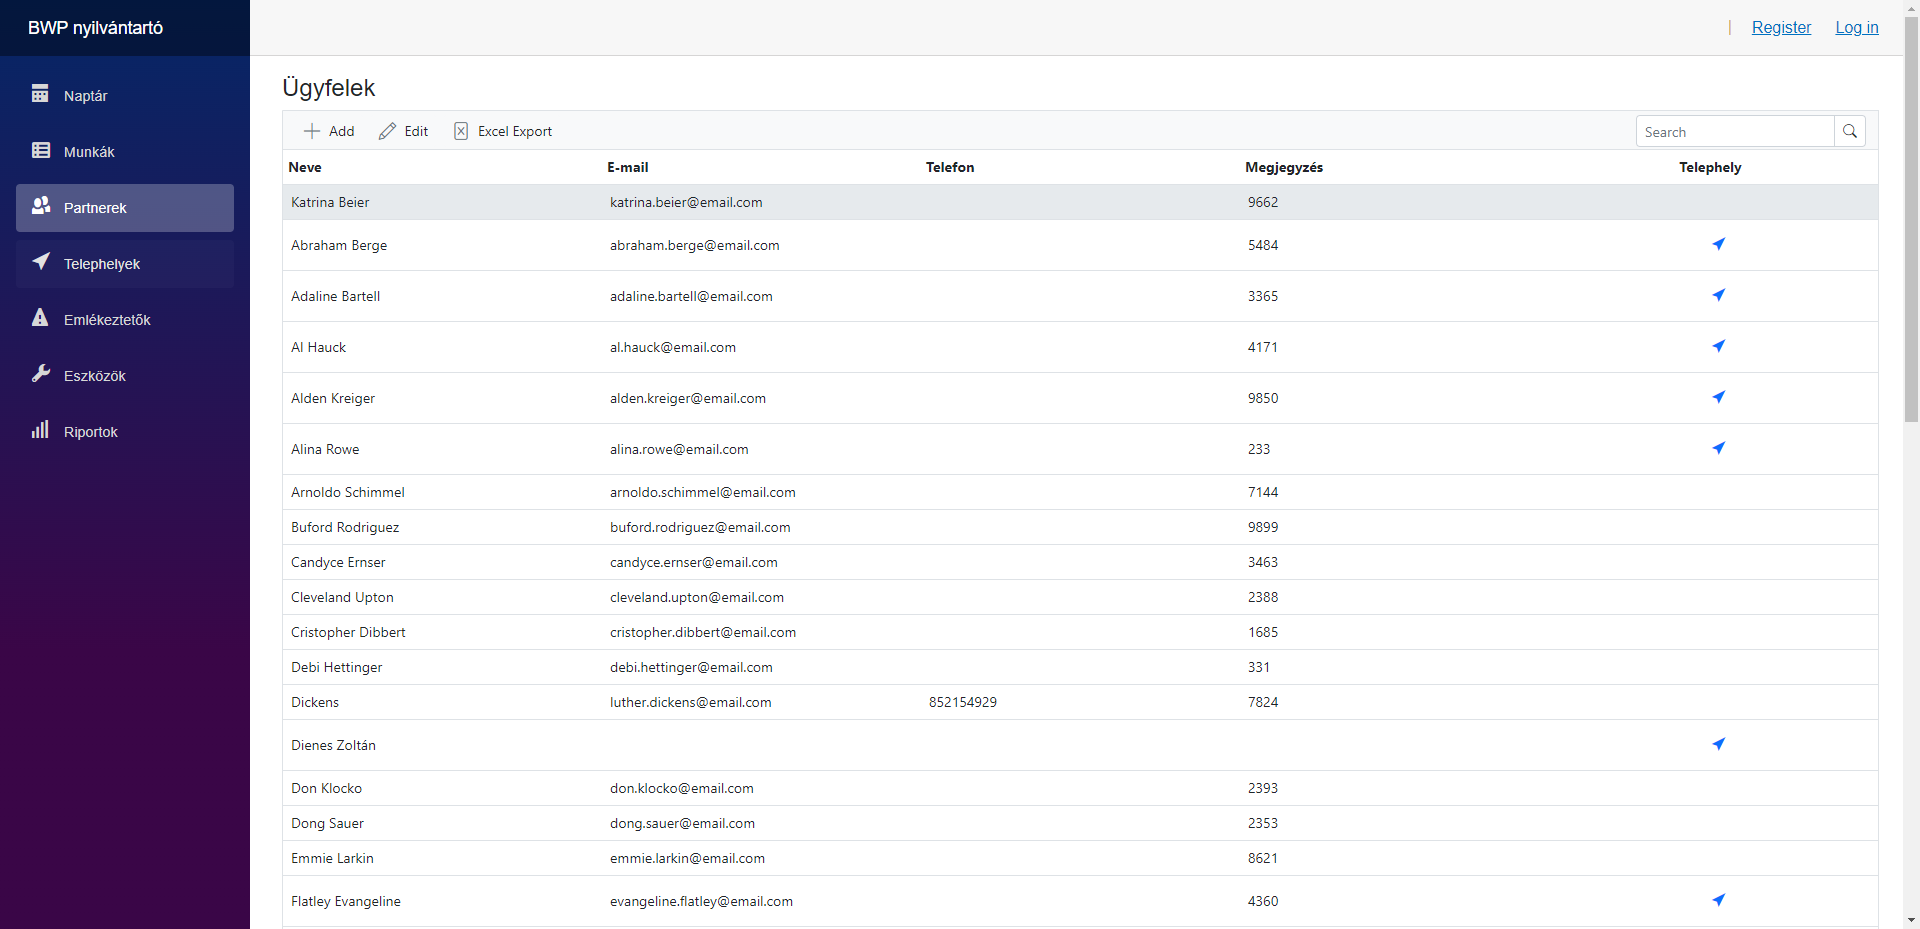 BWP nyilvántartó
| Register Log in
Naptár
Munkák
Partnerek
Telephelyek
Emlékeztetők
Eszközök
Riportok
Ügyfelek
Add Edit Excel Export Search
Neve E-mail Telefon Megjegyzés Telephely
Katrina Beier katrina.beier@email.com 9662
Abraham Berge abraham.berge@email.com 5484
Adaline Bartell adaline.bartell@email.com 3365
Al Hauck al.hauck@email.com 4171
Alden Kreiger alden.kreiger@email.com 9850
Alina Rowe alina.rowe@email.com 233
Arnoldo Schimmel arnoldo.schimmel@email.com 7144
Buford Rodriguez buford.rodriguez@email.com 9899
Candyce Ernser candyce.ernser@email.com 3463
Cleveland Upton cleveland.upton@email.com 2388
Cristopher Dibbert cristopher.dibbert@email.com 1685
Debi Hettinger debi.hettinger@email.com 331
Dickens luther.dickens@email.com 852154929 7824
Dienes Zoltán
Don Klocko don.klocko@email.com 2393
Dong Sauer dong.sauer@email.com 2353
Emmie Larkin emmie.larkin@email.com 8621
Flatley Evangeline evangeline.flatley@email.com 4360